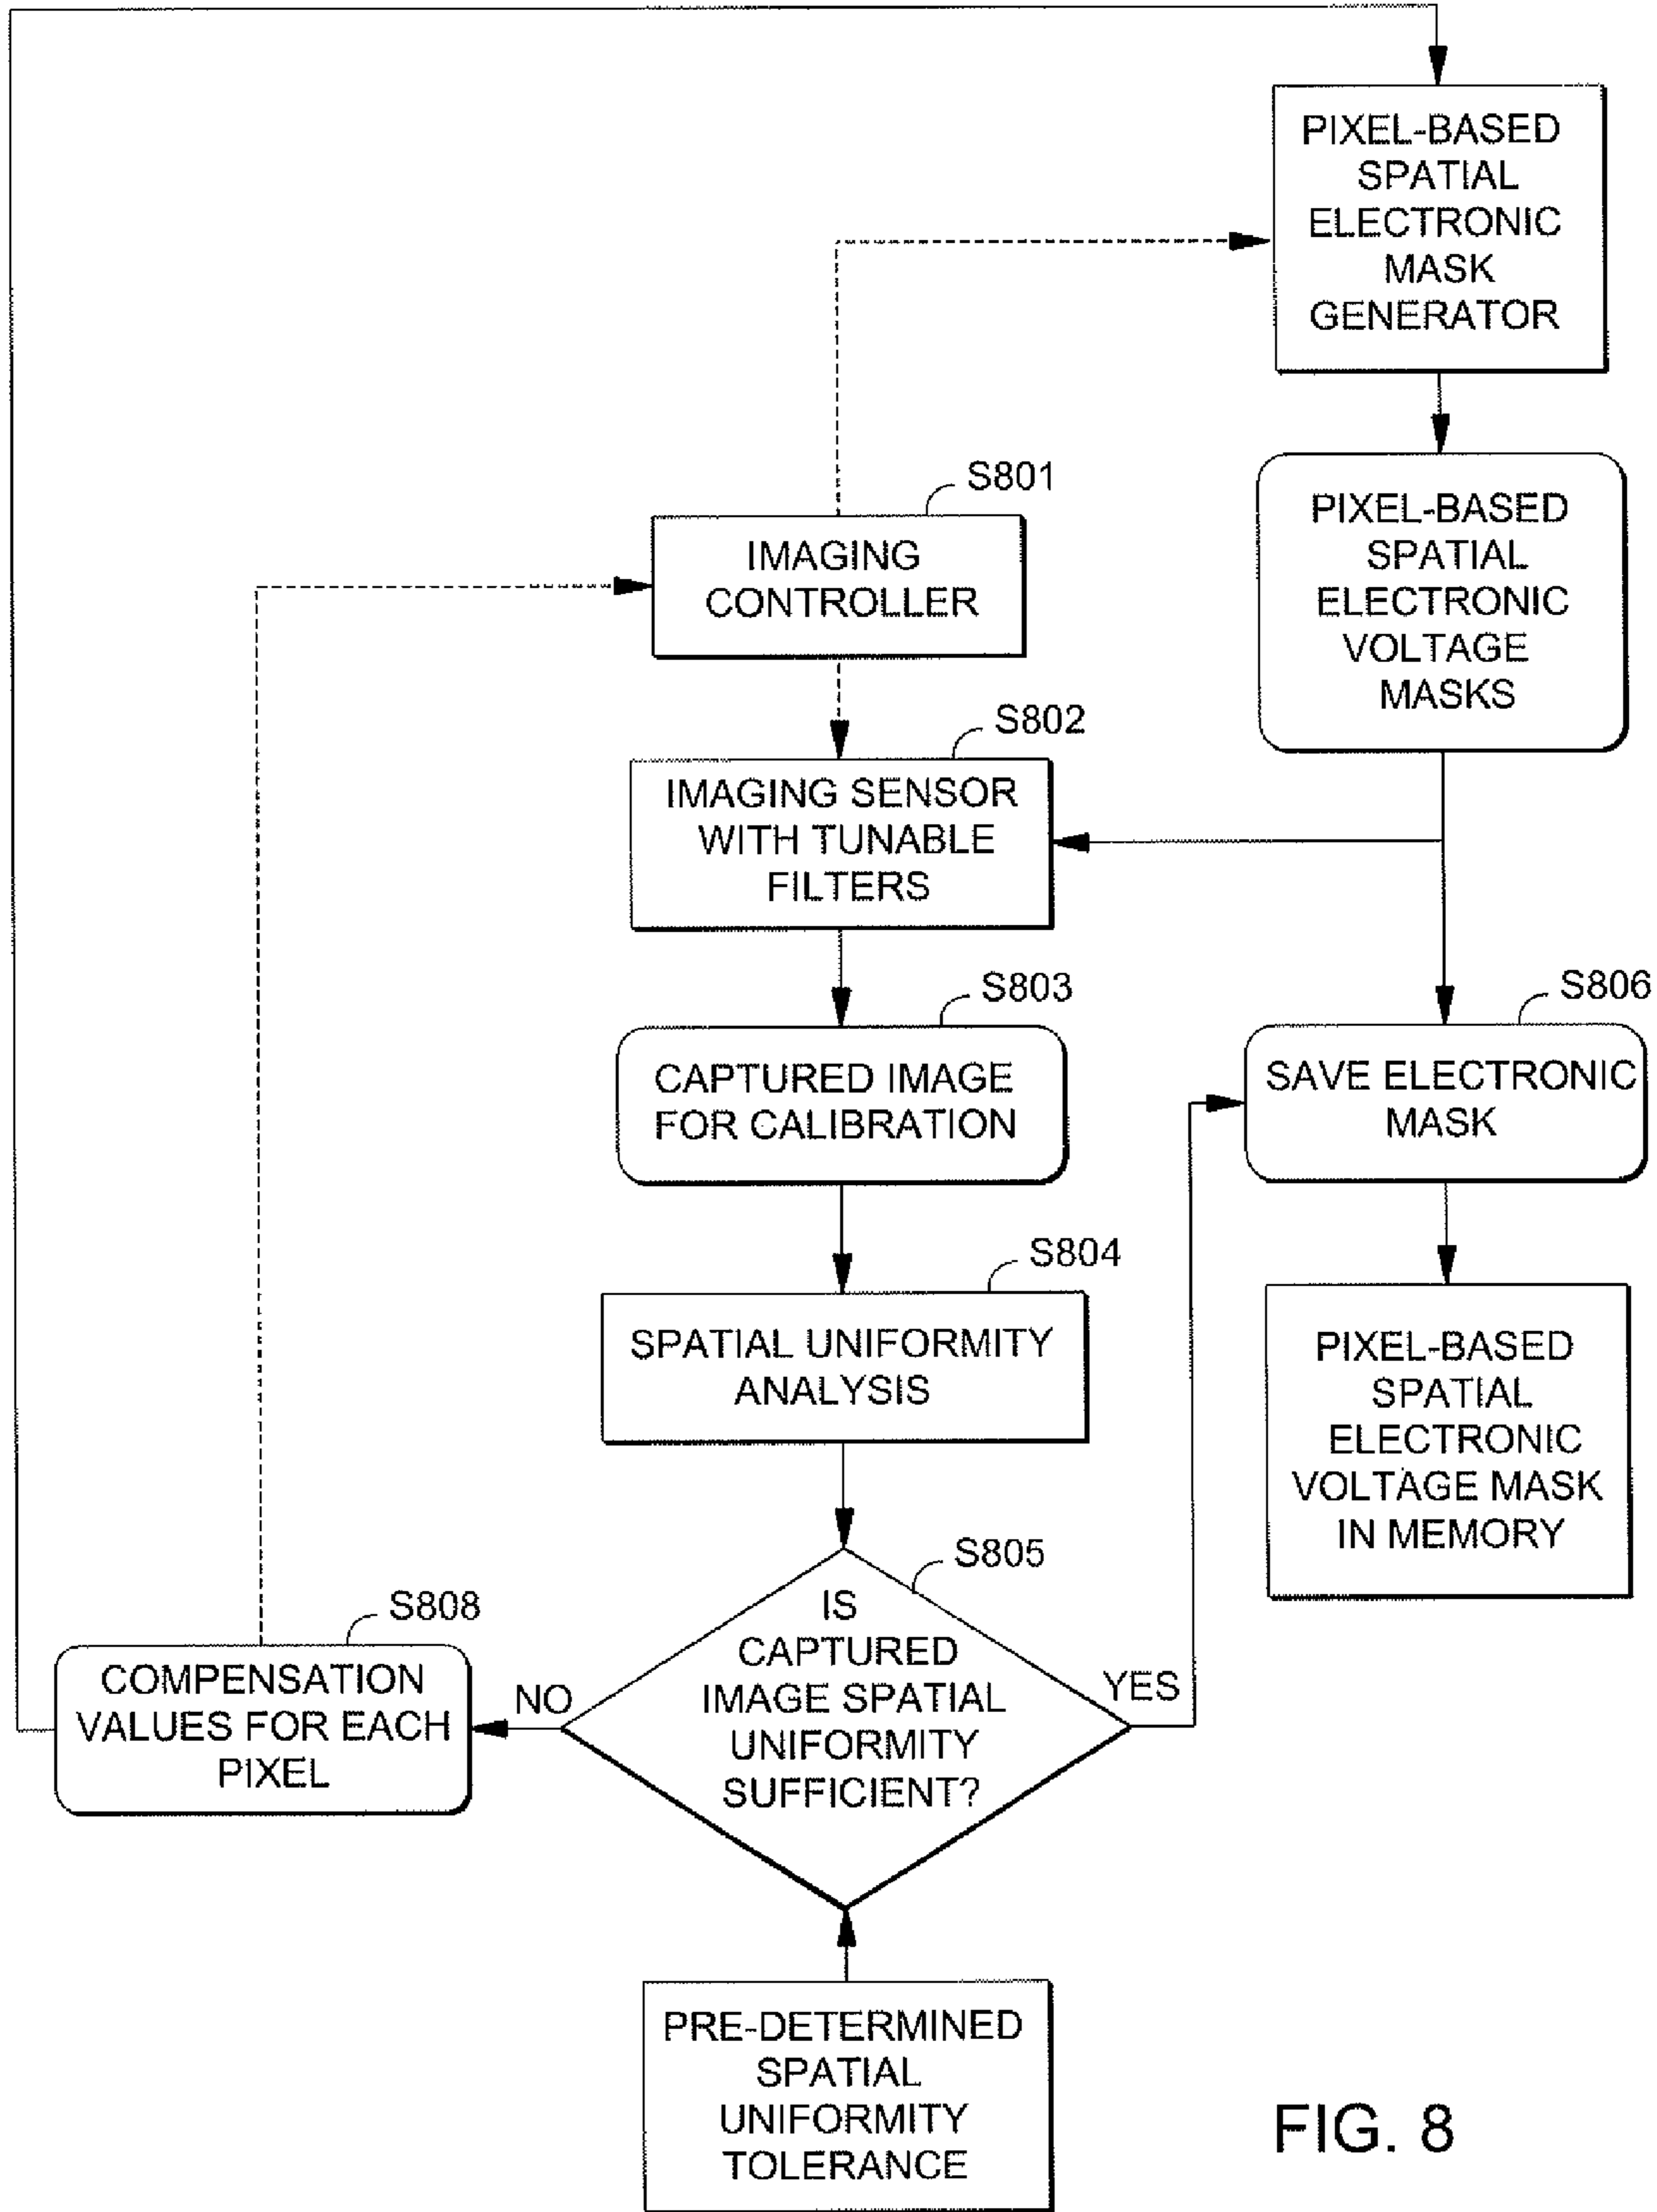 PIXEL-BASED
SPATIAL
ELECTRONIC
MASK
GENERATOR
S801
IMAGING
CONTROLLER
PIXEL-BASED
SPATIAL
ELECTRONIC
VOLTAGE
MASKS
S802
IMAGING SENSOR
WITH TUNABLE
FILTERS
S803
CAPTURED IMAGE
FOR CALIBRATION
S806
SAVE ELECTRONIC
MASK
S804
SPATIAL UNIFORMITY
ANALYSIS
PIXEL-BASED
SPATIAL
ELECTRONIC
VOLTAGE MASK
IN MEMORY
S805
IS
CAPTURED
IMAGE SPATIAL
UNIFORMITY
SUFFICIENT?
YES
NO
S808
COMPENSATION
VALUES FOR EACH
PIXEL
PRE-DETERMINED
SPATIAL
UNIFORMITY
TOLERANCE
FIG. 8